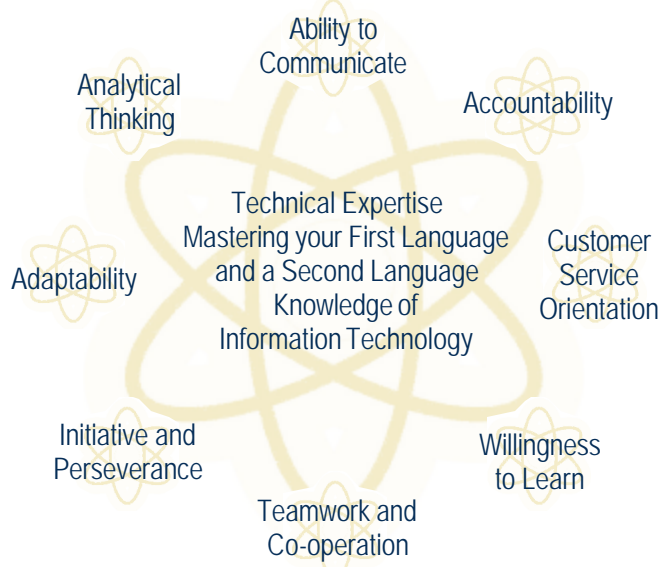 Ability to
Communicate
Analytical
Thinking
Accountability
Technical Expertise
Mastering your First Language
and a Second Language
Knowledge of
Information Technology
Adaptability
Customer
Service
Orientation
Initiative and
Perseverance
Willingness
to Learn
Teamwork and
Co-operation